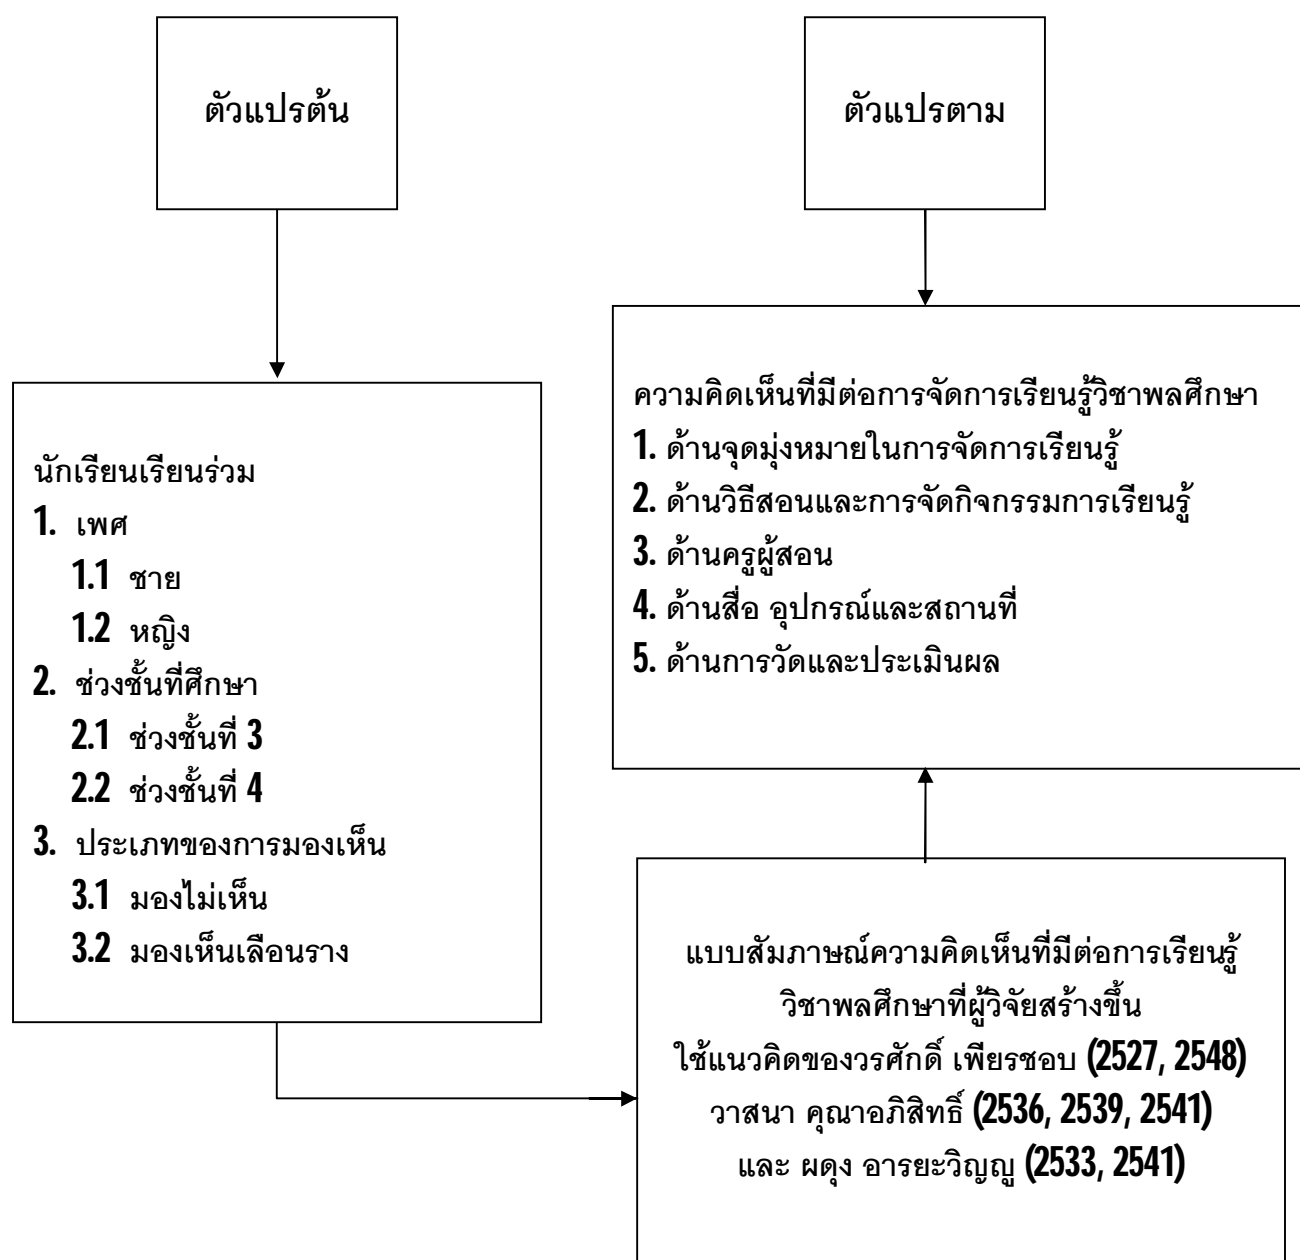 ตัวแปรต้น
ตัวแปรตาม
นักเรียนเรียนร่วม
1. เพศ
1.1 ชาย
1.2 หญิง
2. ช่วงชั้นที่ศึกษา
2.1 ช่วงชั้นที่ 3
2.2 ช่วงชั้นที่ 4
3. ประเภทของการมองเห็น
3.1 มองไม่เห็น
3.2 มองเห็นเลือนราง
ความคิดเห็นที่มีต่อการจัดการเรียนรู้วิชาพลศึกษา
1. ด้านจุดมุ่งหมายในการจัดการเรียนรู้
2. ด้านวิธีสอนและการจัดกิจกรรมการเรียนรู้
3. ด้านครูผู้สอน
4. ด้านสื่อ อุปกรณ์และสถานที่
5. ด้านการวัดและประเมินผล
แบบสัมภาษณ์ความคิดเห็นที่มีต่อการเรียนรู้
วิชาพลศึกษาที่ผู้วิจัยสร้างขึ้น
ใช้แนวคิดของวรศักดิ์ เพียรชอบ (2527, 2548)
วาสนา คุณาอภิสิทธิ์ (2536, 2539, 2541)
และ ผดุง อารยะวิญญู (2533, 2541)